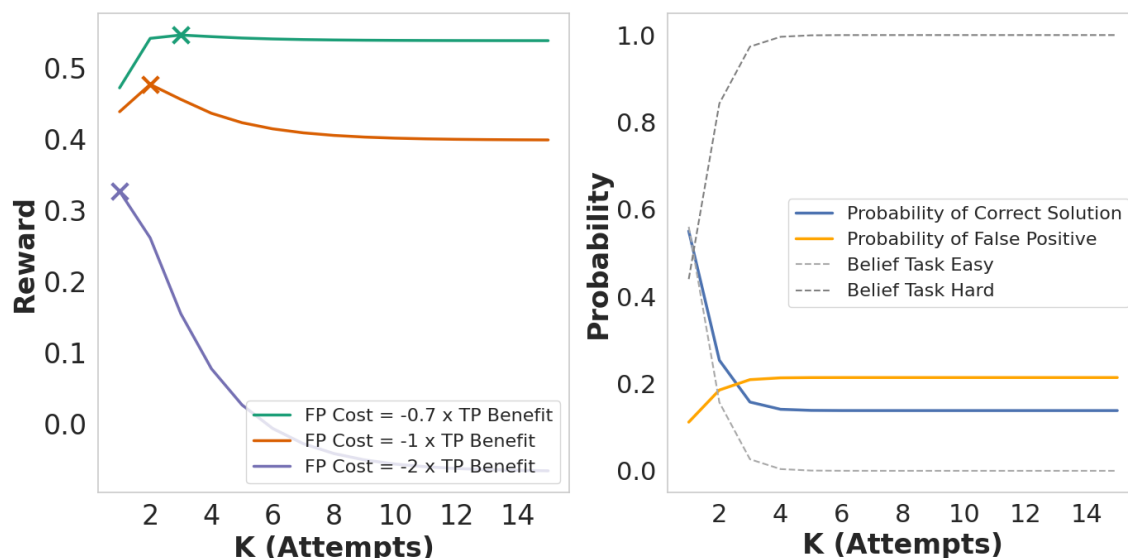 Reward
0.5
0.4
0.3
0.2
0.1
0.0
FP Cost = -0.7 x TP Benefit
FP Cost = -1 x TP Benefit
FP Cost = -2 x TP Benefit
2 4 6 8 10 12 14
K (Attempts)
Probability
1.0
0.8
0.6
0.4
0.2
0.0
Probability of Correct Solution
Probability of False Positive
Belief Task Easy
Belief Task Hard
2 4 6 8 10 12 14
K (Attempts)